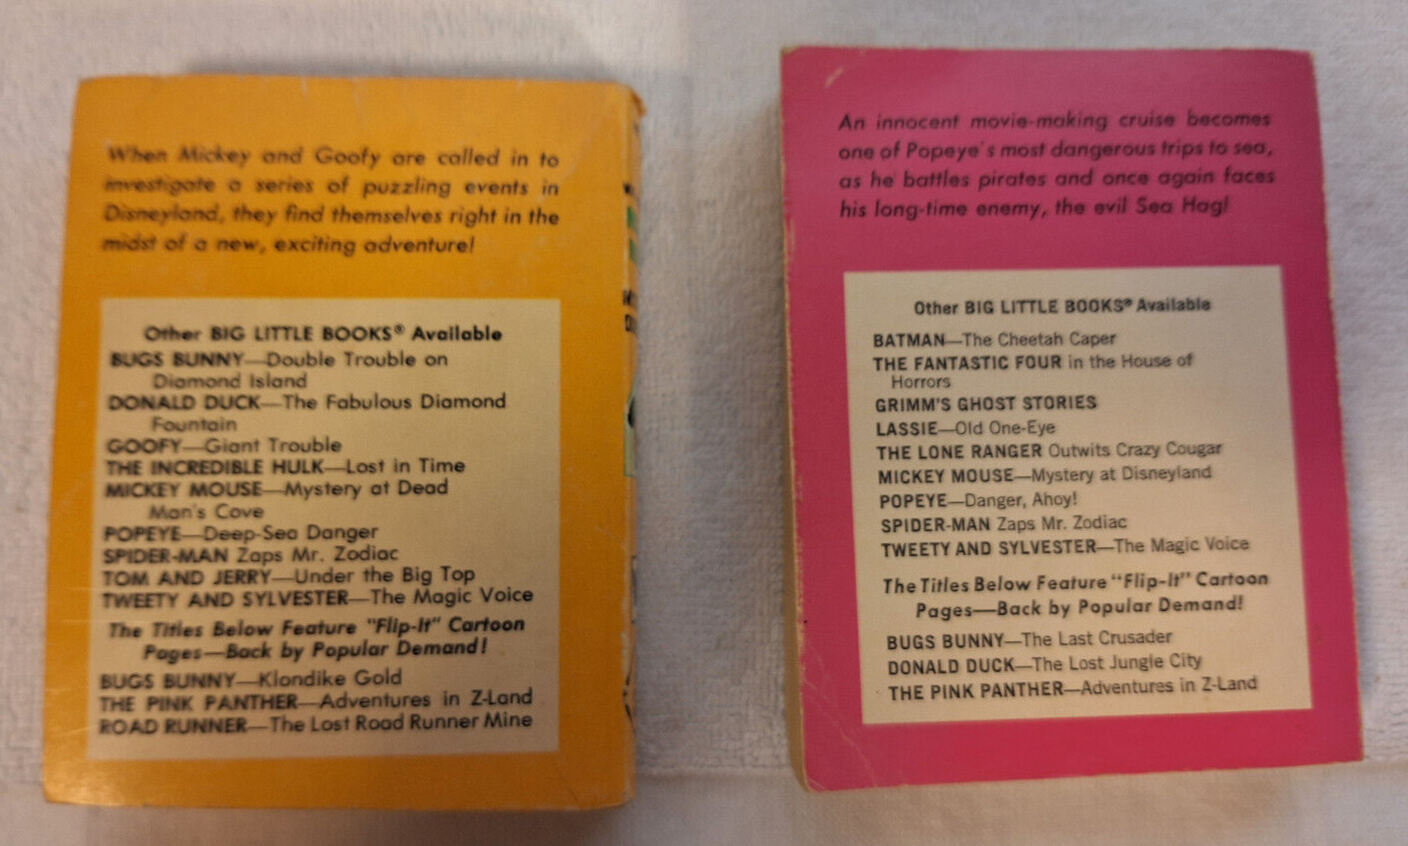 When Mickey and Goofy are called in to
investigate a series of puzzling events in
Disneyland, they find themselves right in the
midst of a new, exciting adventure!
Other BIG LITTLE BOOKS® Available
BUGS BUNNY—Double Trouble on
Diamond Island
DONALD DUCK—The Fabulous Diamond
Fountain
GOOFY—Giant Trouble
THE INCREDIBLE HULK—Lost in Time
MICKEY MOUSE—Mystery at Dead
Man's Cove
POPEYE—Deep-Sea Danger
SPIDER-MAN Zaps Mr. Zodiac
TOM AND JERRY—Under the Big Top
TWEETY AND SYLVESTER—The Magic Voice
The Titles Below Feature "Flip-It" Cartoon
Pages—Back by Popular Demand!
BUGS BUNNY—Klondike Gold
THE PINK PANTHER—Adventures in Z-Land
ROAD RUNNER—The Lost Road Runner Mine
An innocent movie-making cruise becomes
one of Popeye's most dangerous trips to sea,
as he battles pirates and once again faces
his long-time enemy, the evil Sea Hag!
Other BIG LITTLE BOOKS® Available
BATMAN—The Cheetah Caper
THE FANTASTIC FOUR in the House of
Horrors
GRIMM'S GHOST STORIES
LASSIE—Old One-Eye
THE LONE RANGER Outwits Crazy Cougar
MICKEY MOUSE—Mystery at Disneyland
POPEYE—Danger, Ahoy!
SPIDER-MAN Zaps Mr. Zodiac
TWEETY AND SYLVESTER—The Magic Voice
The Titles Below Feature "Flip-It" Cartoon
Pages—Back by Popular Demand!
BUGS BUNNY—The Last Crusader
DONALD DUCK—The Lost Jungle City
THE PINK PANTHER—Adventures in Z-Land